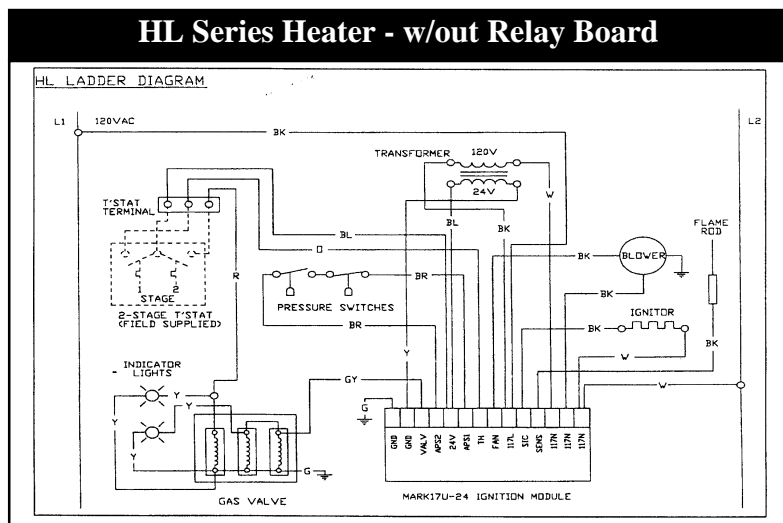 HL Series Heater - w/out Relay Board
HL LADDER DIAGRAM
L1
120VAC
L2
BK
TRANSFORMER
120V
24V
T'STAT
TERMINAL
W
BL
BK
FLAME
ROD
BL
O
R
BR
BK
BLOWER
1
2
STAGE
2-STAGE T'STAT
(FIELD SUPPLIED)
PRESSURE SWITCHES
BK
IGNITOR
BR
BK
BK
Y
W
INDICATOR
LIGHTS
Y
GY
W
Y
Y
G
Y
GND
GND
VALV
APS2
24V
APS1
TH
FAN
117L
SIC
SENS
117N
117N
117N
G
GAS VALVE
MARK17U-24 IGNITION MODULE